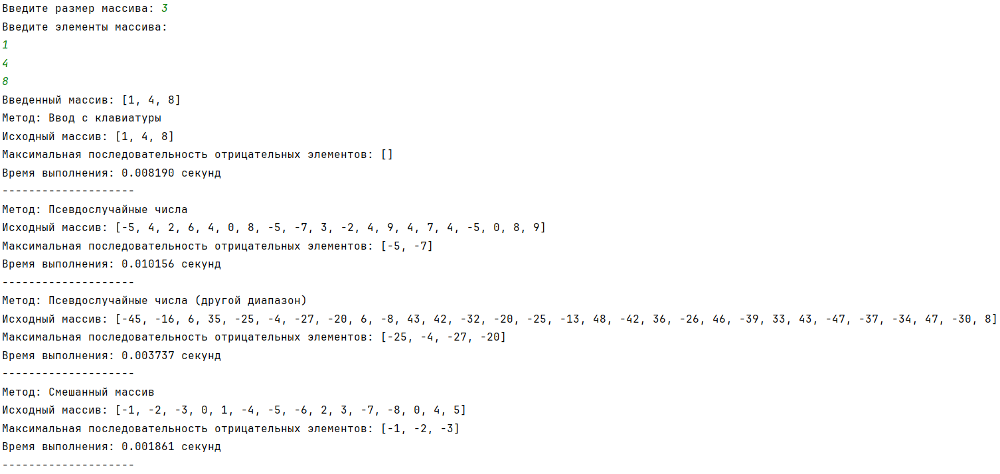 Введите размер массива: 3
Введите элементы массива:
1
4
8
Введенный массив: [1, 4, 8]
Метод: Ввод с клавиатуры
Исходный массив: [1, 4, 8]
Максимальная последовательность отрицательных элементов: []
Время выполнения: 0.008190 секунд
--------------------
Метод: Псевдослучайные числа
Исходный массив: [-5, 4, 2, 6, 4, 0, 8, -5, -7, 3, -2, 4, 9, 4, 7, 4, -5, 0, 8, 9]
Максимальная последовательность отрицательных элементов: [-5, -7]
Время выполнения: 0.010156 секунд
--------------------
Метод: Псевдослучайные числа (другой диапазон)
Исходный массив: [-45, -16, 6, 35, -25, -4, -27, -20, 6, -8, 43, 42, -32, -20, -25, -13, 48, -42, 36, -26, 46, -39, 33, 43, -47, -37, -34, 47, -30, 8]
Максимальная последовательность отрицательных элементов: [-25, -4, -27, -20]
Время выполнения: 0.003737 секунд
--------------------
Метод: Смешанный массив
Исходный массив: [-1, -2, -3, 0, 1, -4, -5, -6, 2, 3, -7, -8, 0, 4, 5]
Максимальная последовательность отрицательных элементов: [-1, -2, -3]
Время выполнения: 0.001861 секунд
--------------------